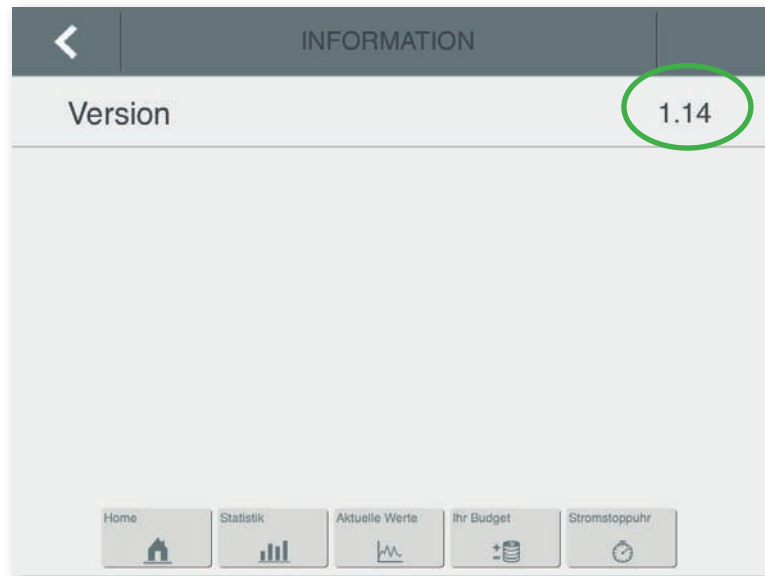 INFORMATION
Version 1.14
Home Statistik Aktuelle Werte Ihr Budget Stromstoppuhr